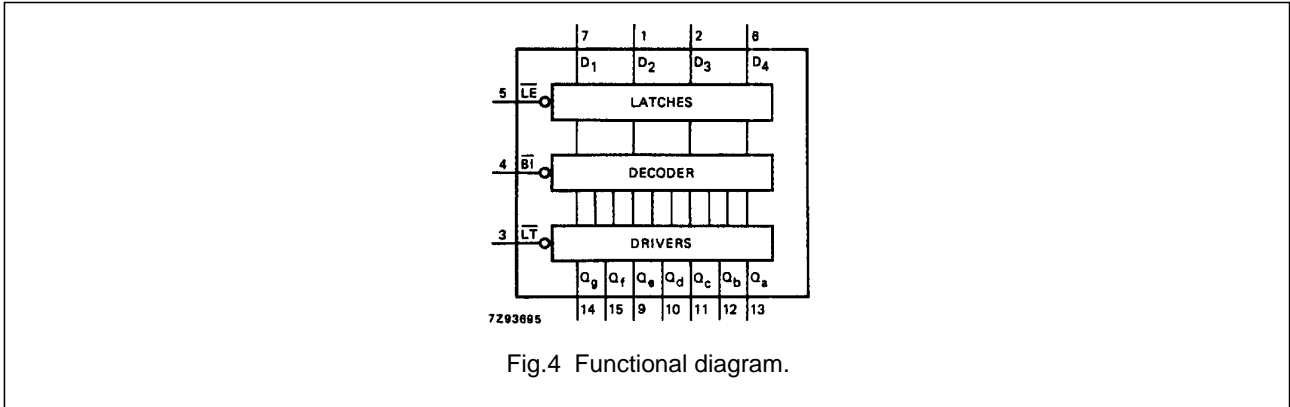 7 1 2 6
D1 D2 D3 D4
5 LE LATCHES
4 BI DECODER
3 LT DRIVERS
Qg Qf Qe Qd Qc Qb Qa
14 15 9 10 11 12 13
7Z93695
Fig.4 Functional diagram.